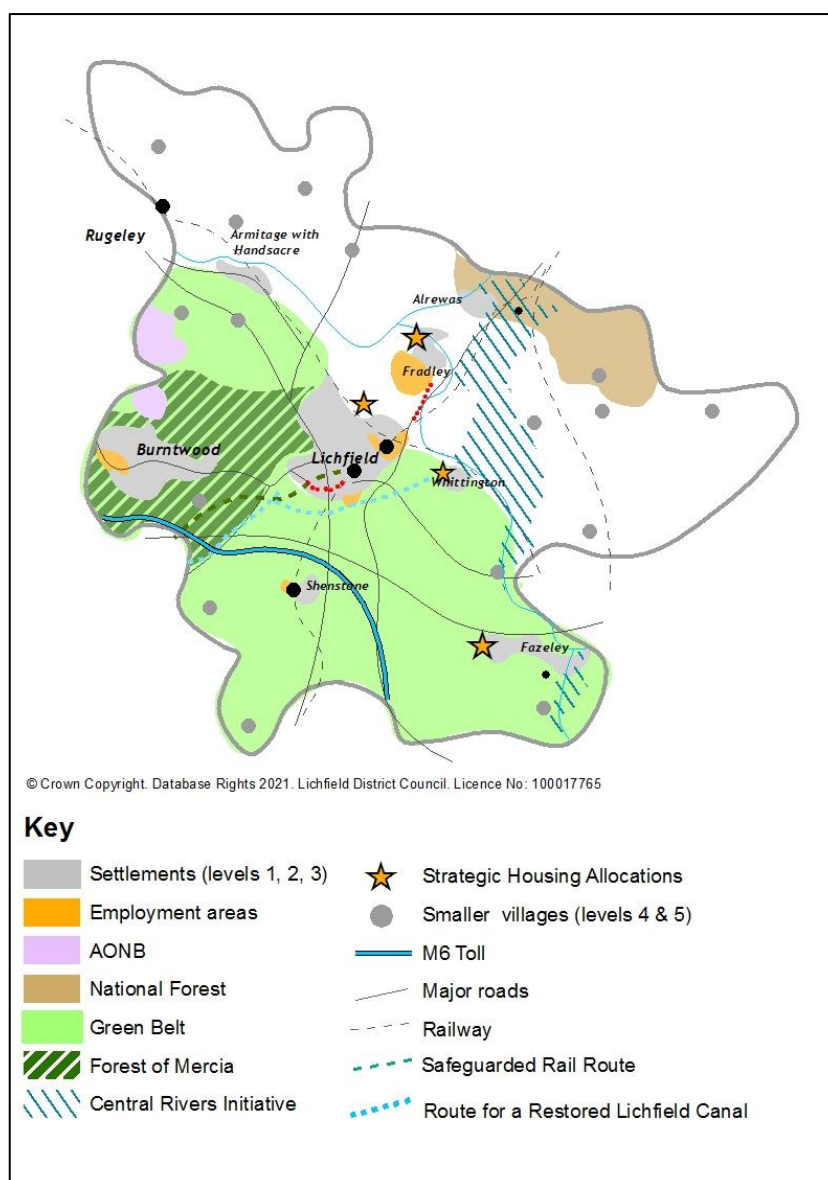 Rugeley
Armitage with
Handsacre
Alrewas
Fradley
Burntwood
Lichfield
Whittington
Shenstone
Fazeley
© Crown Copyright. Database Rights 2021. Lichfield District Council. Licence No: 100017765
Key
Settlements (levels 1, 2, 3)
Strategic Housing Allocations
Employment areas
Smaller villages (levels 4 & 5)
AONB
M6 Toll
National Forest
Major roads
Green Belt
Railway
Forest of Mercia
Safeguarded Rail Route
Central Rivers Initiative
Route for a Restored Lichfield Canal